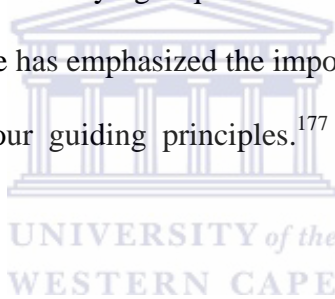 e has emphasized the impo
our guiding principles.177
UNIVERSITY of the
WESTERN CAPE